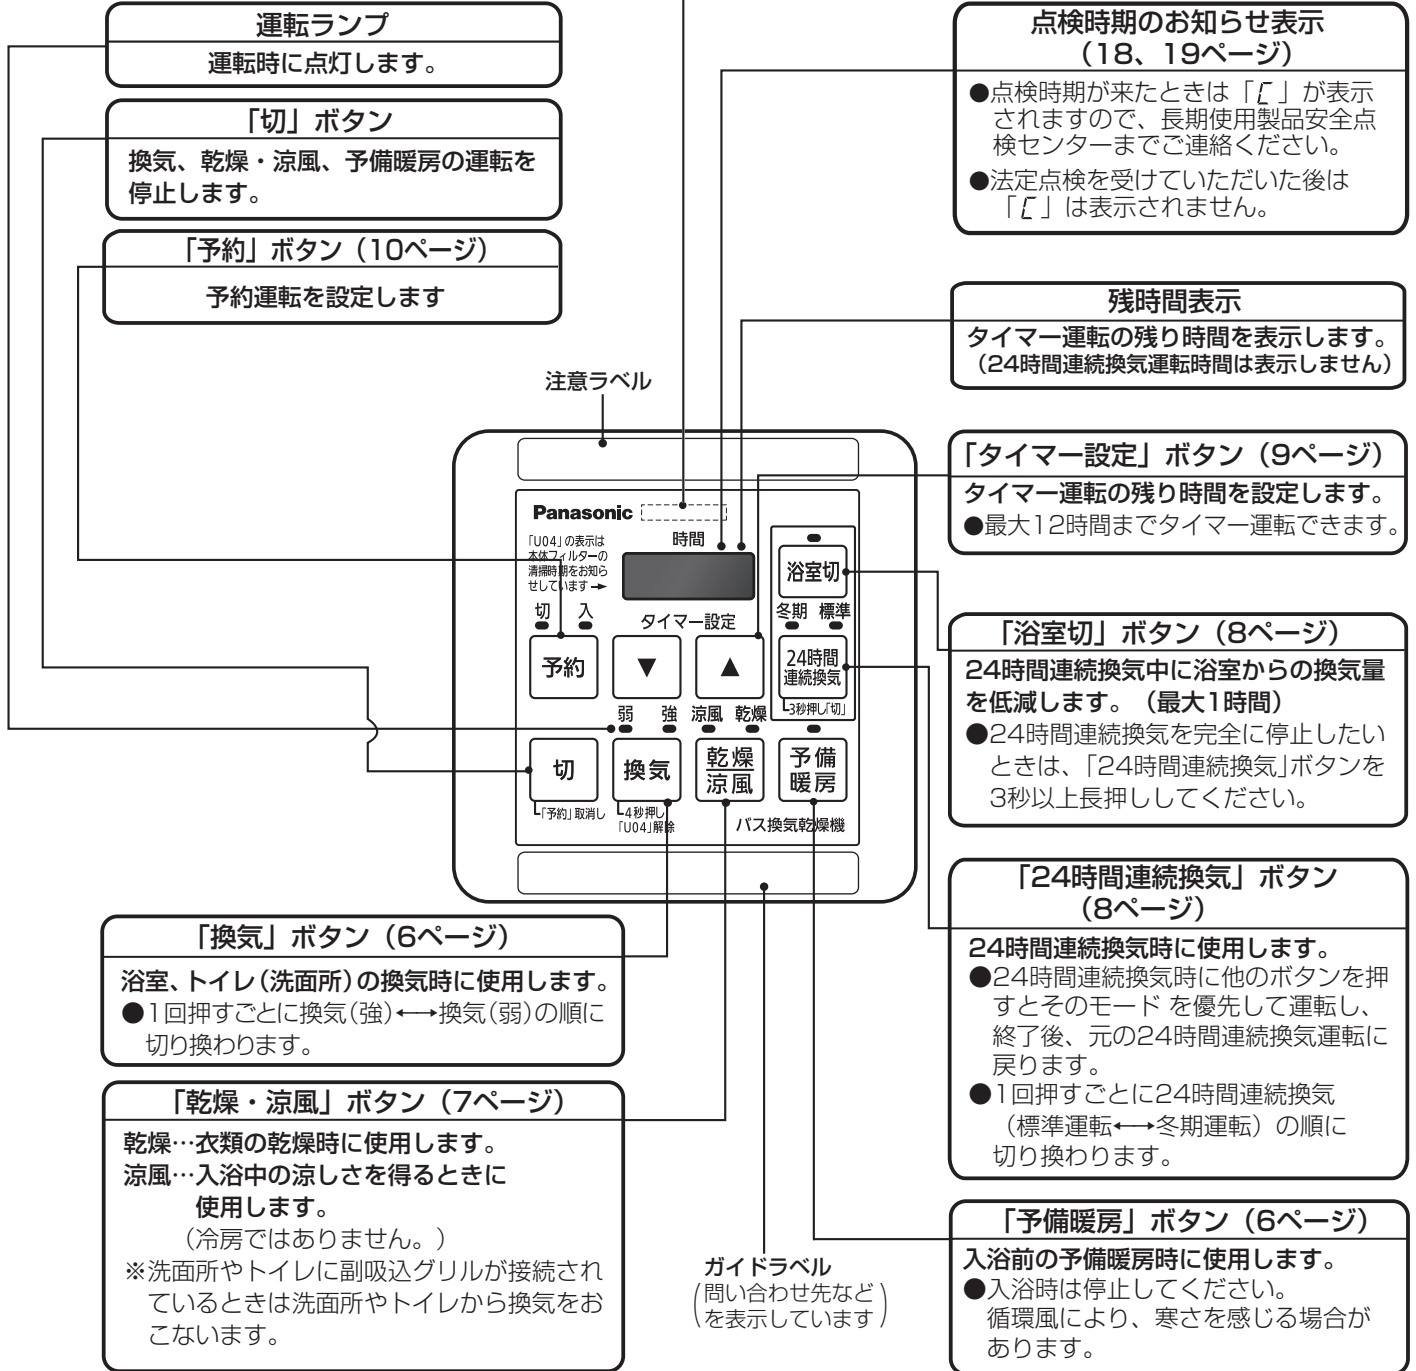 運転ランプ
運転時に点灯します。
「切」ボタン
換気、乾燥・涼風、予備暖房の運転を
停止します。
「予約」ボタン（10ページ）
予約運転を設定します
点検時期のお知らせ表示
（18、19ページ）
●点検時期が来たときは「[」が表示
されますので、長期使用製品安全点
検センターまでご連絡ください。
●法定点検を受けていただいた後は
「[」は表示されません。
残時間表示
タイマー運転の残り時間を表示します。
（24時間連続換気運転時間は表示しません）
「タイマー設定」ボタン（9ページ）
タイマー運転の残り時間を設定します。
●最大12時間までタイマー運転できます。
「浴室切」ボタン（8ページ）
24時間連続換気中に浴室からの換気量
を低減します。（最大1時間）
●24時間連続換気を完全に停止したい
ときは、「24時間連続換気」ボタンを
3秒以上長押ししてください。
「24時間連続換気」ボタン
（8ページ）
24時間連続換気時に使用します。
●24時間連続換気時に他のボタンを押
すとそのモード を優先して運転し、
終了後、元の24時間連続換気運転に
戻ります。
●1回押すごとに24時間連続換気
（標準運転←→冬期運転）の順に
切り換わります。
「予備暖房」ボタン（6ページ）
入浴前の予備暖房時に使用します。
●入浴時は停止してください。
循環風により、寒さを感じる場合が
あります。
注意ラベル
Panasonic
「U04」の表示は
本体フィルターの
清掃時期をお知ら
せしています→
時間
浴室切
切 入
タイマー設定
冬期 標準
予約
▼
▲
24時間
連続換気
3秒押し「切」
弱 強 涼風 乾燥
切
換気
乾燥
涼風
予備
暖房
「予約」取消し
4秒押し
「U04」解除
バス換気乾燥機
「換気」ボタン（6ページ）
浴室、トイレ（洗面所）の換気時に使用します。
●1回押すごとに換気（強）←→換気（弱）の順に
切り換わります。
「乾燥・涼風」ボタン（7ページ）
乾燥…衣類の乾燥時に使用します。
涼風…入浴中の涼しさを得るときに
使用します。
（冷房ではありません。）
※洗面所やトイレに副吸込グリルが接続され
ているときは洗面所やトイレから換気をお
こないます。
ガイドラベル
（問い合わせ先など
を表示しています）